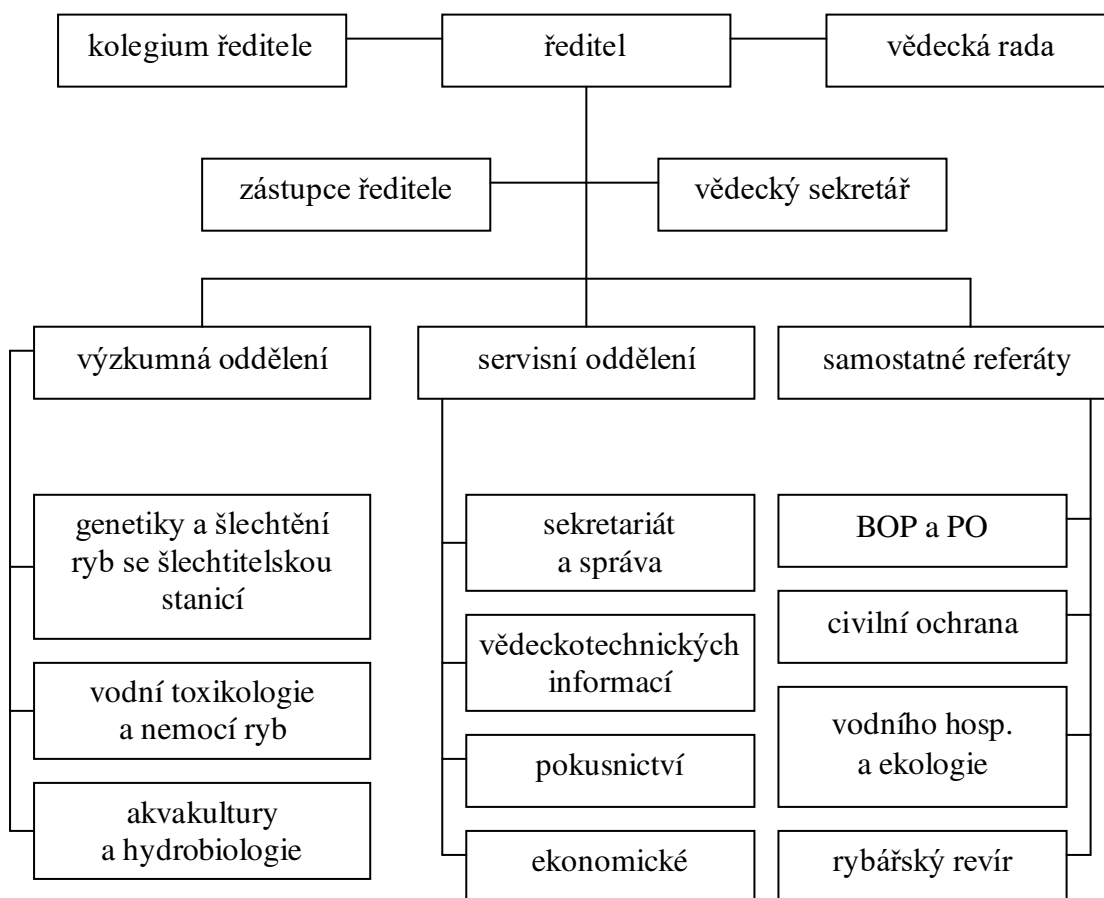 kolegium ředitele
ředitel
vědecká rada
zástupce ředitele
vědecký sekretář
výzkumná oddělení
servisní oddělení
samostatné referáty
genetiky a šlechtění
ryb se šlechtitelskou
stanicí
vodní toxikologie
a nemocí ryb
akvakultury
a hydrobiologie
sekretariát
a správa
vědeckotechnických
informací
pokusnictví
ekonomické
BOP a PO
civilní ochrana
vodního hosp.
a ekologie
rybářský revír